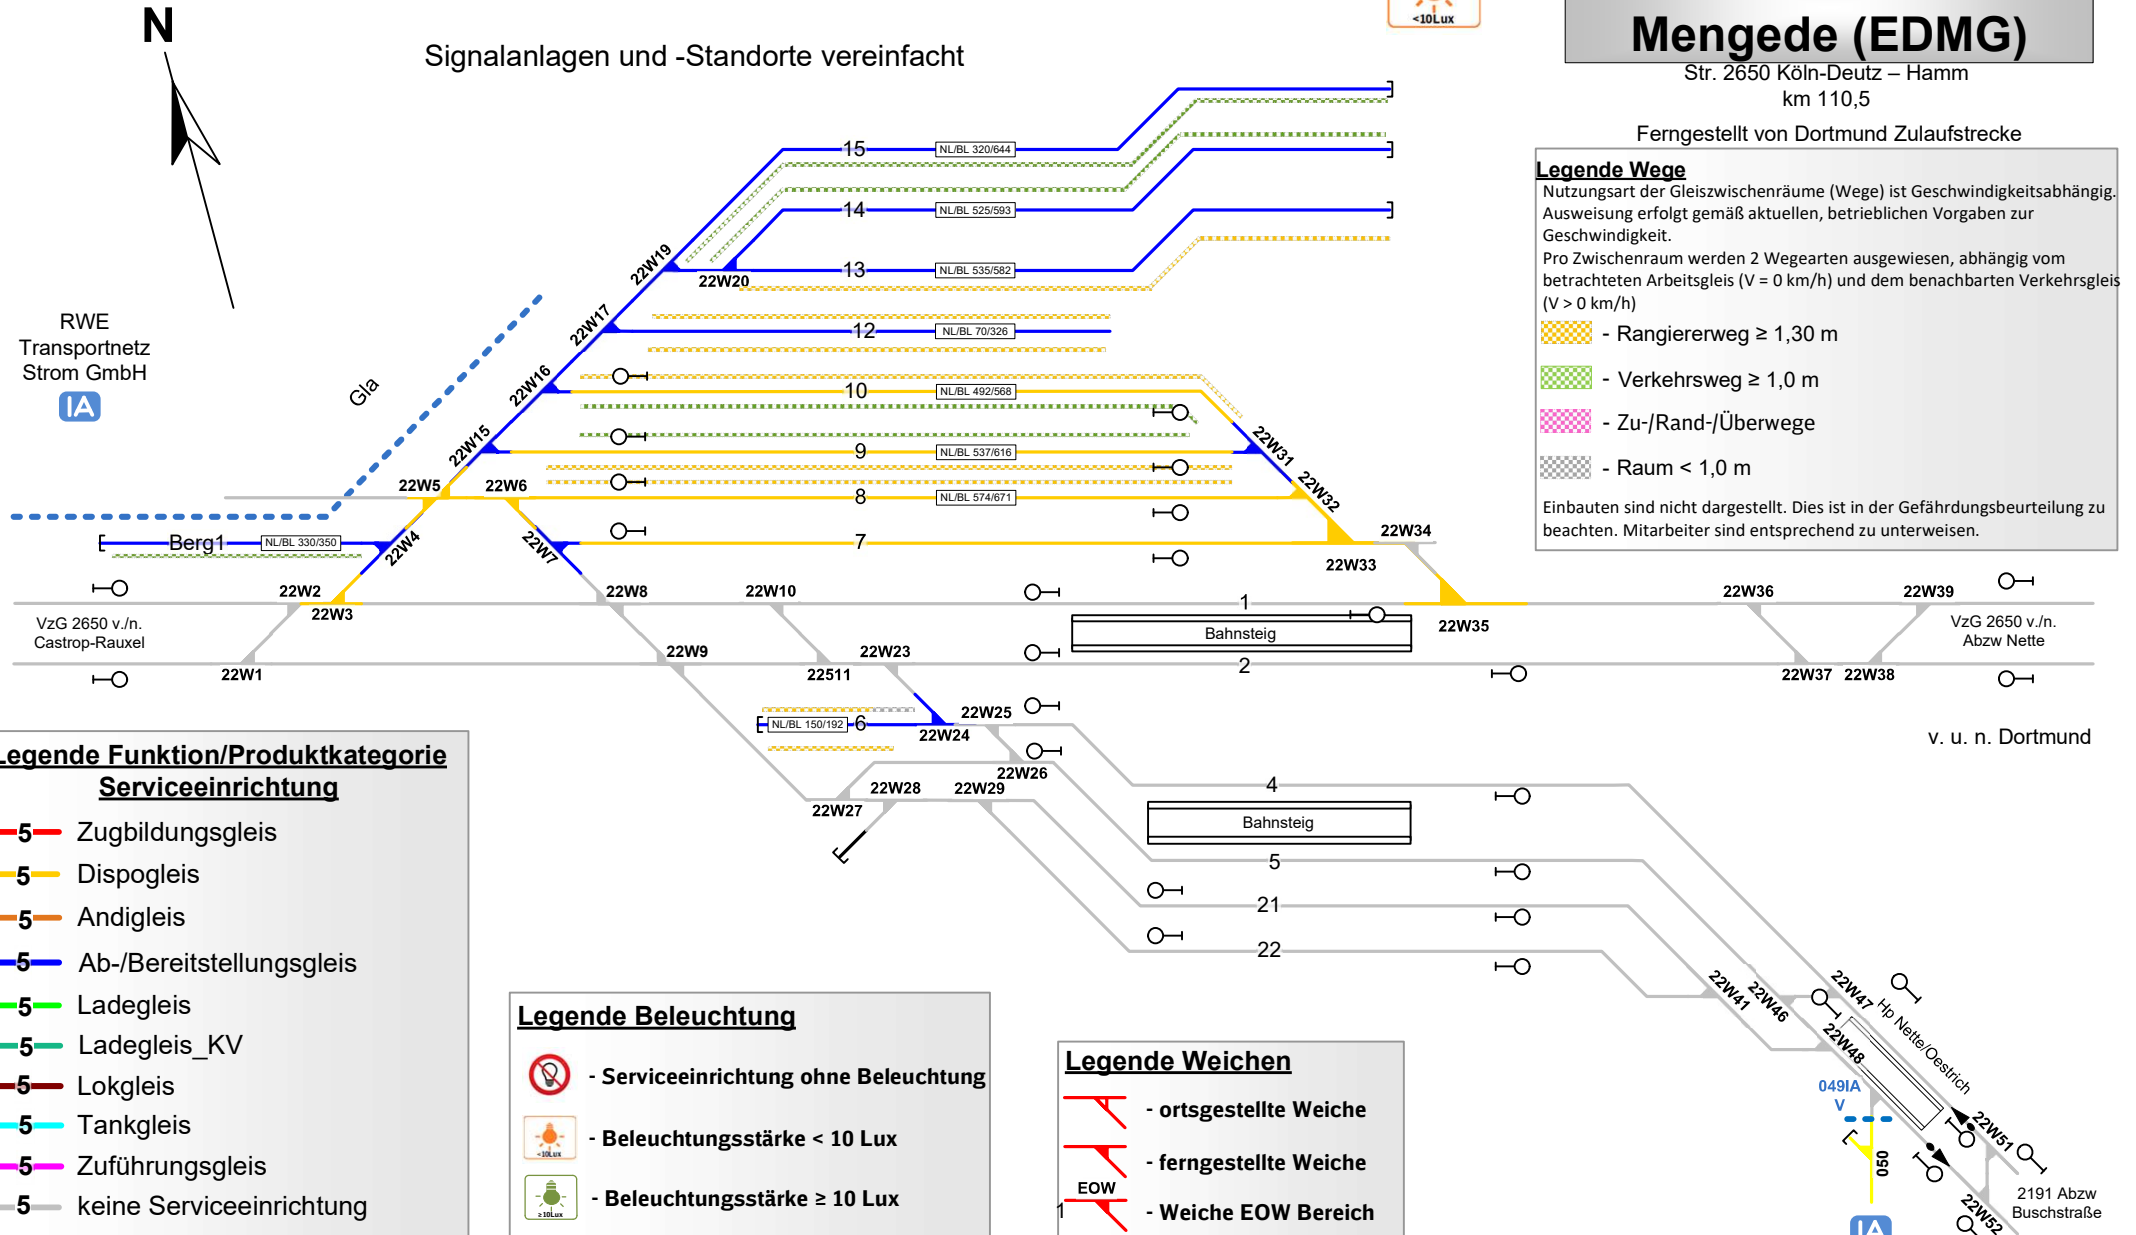 N
Signalanlagen und -Standorte vereinfacht
<10Lux
Mengede (EDMG)
Str. 2650 Köln-Deutz – Hamm
km 110,5
Ferngestellt von Dortmund Zulaufstrecke
Legende Wege
Nutzungsart der Gleiszwischenräume (Wege) ist Geschwindigkeitsabhängig.
Ausweisung erfolgt gemäß aktuellen, betrieblichen Vorgaben zur
Geschwindigkeit.
Pro Zwischenraum werden 2 Wegearten ausgewiesen, abhängig vom
betrachteten Arbeitsgleis (V = 0 km/h) und dem benachbarten Verkehrsgleis
(V > 0 km/h)
- Rangiererweg ≥ 1,30 m
- Verkehrsweg ≥ 1,0 m
- Zu-/Rand-/Überwege
- Raum < 1,0 m
Einbauten sind nicht dargestellt. Dies ist in der Gefährdungsbeurteilung zu
beachten. Mitarbeiter sind entsprechend zu unterweisen.
RWE
Transportnetz
Strom GmbH
IA
Gla
15 NL/BL 320/644
14 NL/BL 525/593
22W19
22W20
13 NL/BL 535/582
22W17
12 NL/BL 70/326
22W16
10 NL/BL 492/568
22W15
9 NL/BL 537/616
22W31
22W5
22W6
8 NL/BL 574/671
22W32
Berg1 NL/BL 330/350
22W4
22W7
7
22W33
22W34
22W2
22W3
22W8
22W10
1
22W35
22W36
22W39
VzG 2650 v./n.
Castrop-Rauxel
Bahnsteig
VzG 2650 v./n.
Abzw Nette
22W1
22W9
22511
22W23
2
22W37
22W38
NL/BL 150/192 6
22W24
22W25
22W26
v. u. n. Dortmund
22W27
22W28
22W29
4
Bahnsteig
5
21
22
22W41
22W46
22W47
22W48
Hp Nette/Oestrich
049IA
V
050
22W51
22W52
2191 Abzw
Buschstraße
IA
Legende Funktion/Produktkategorie
Serviceeinrichtung
5 Zugbildungsgleis
5 Dispogleis
5 Andigleis
5 Ab-/Bereitstellungsgleis
5 Ladegleis
5 Ladegleis_KV
5 Lokgleis
5 Tankgleis
5 Zuführungsgleis
5 keine Serviceeinrichtung
Legende Beleuchtung
- Serviceeinrichtung ohne Beleuchtung
<10Lux - Beleuchtungsstärke < 10 Lux
≥10Lux - Beleuchtungsstärke ≥ 10 Lux
Legende Weichen
- ortsgestellte Weiche
- ferngestellte Weiche
EOW
1
- Weiche EOW Bereich